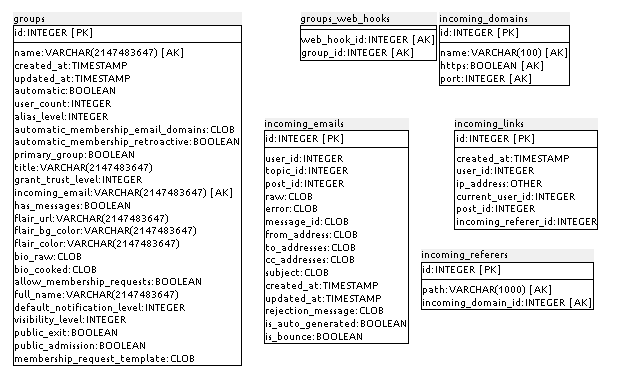 groups
id:INTEGER [PK]
name:VARCHAR(2147483647) [AK]
created_at:TIMESTAMP
updated_at:TIMESTAMP
automatic:BOOLEAN
user_count:INTEGER
alias_level:INTEGER
automatic_membership_email_domains:CLOB
automatic_membership_retroactive:BOOLEAN
primary_group:BOOLEAN
title:VARCHAR(2147483647)
grant_trust_level:INTEGER
incoming_email:VARCHAR(2147483647) [AK]
has_messages:BOOLEAN
flair_url:VARCHAR(2147483647)
flair_bg_color:VARCHAR(2147483647)
flair_color:VARCHAR(2147483647)
bio_raw:CLOB
bio_cooked:CLOB
allow_membership_requests:BOOLEAN
full_name:VARCHAR(2147483647)
default_notification_level:INTEGER
visibility_level:INTEGER
public_exit:BOOLEAN
public_admission:BOOLEAN
membership_request_template:CLOB
groups_web_hooks
web_hook_id:INTEGER [AK]
group_id:INTEGER [AK]
incoming_domains
id:INTEGER [PK]
name:VARCHAR(100) [AK]
https:BOOLEAN [AK]
port:INTEGER [AK]
incoming_emails
id:INTEGER [PK]
user_id:INTEGER
topic_id:INTEGER
post_id:INTEGER
raw:CLOB
error:CLOB
message_id:CLOB
from_address:CLOB
to_addresses:CLOB
cc_addresses:CLOB
subject:CLOB
created_at:TIMESTAMP
updated_at:TIMESTAMP
rejection_message:CLOB
is_auto_generated:BOOLEAN
is_bounce:BOOLEAN
incoming_links
id:INTEGER [PK]
created_at:TIMESTAMP
user_id:INTEGER
ip_address:OTHER
current_user_id:INTEGER
post_id:INTEGER
incoming_referer_id:INTEGER
incoming_referers
id:INTEGER [PK]
path:VARCHAR(1000) [AK]
incoming_domain_id:INTEGER [AK]